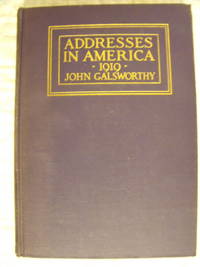 ADDRESSES
IN AMERICA
· 1919 ·
JOHN GALSWORTHY